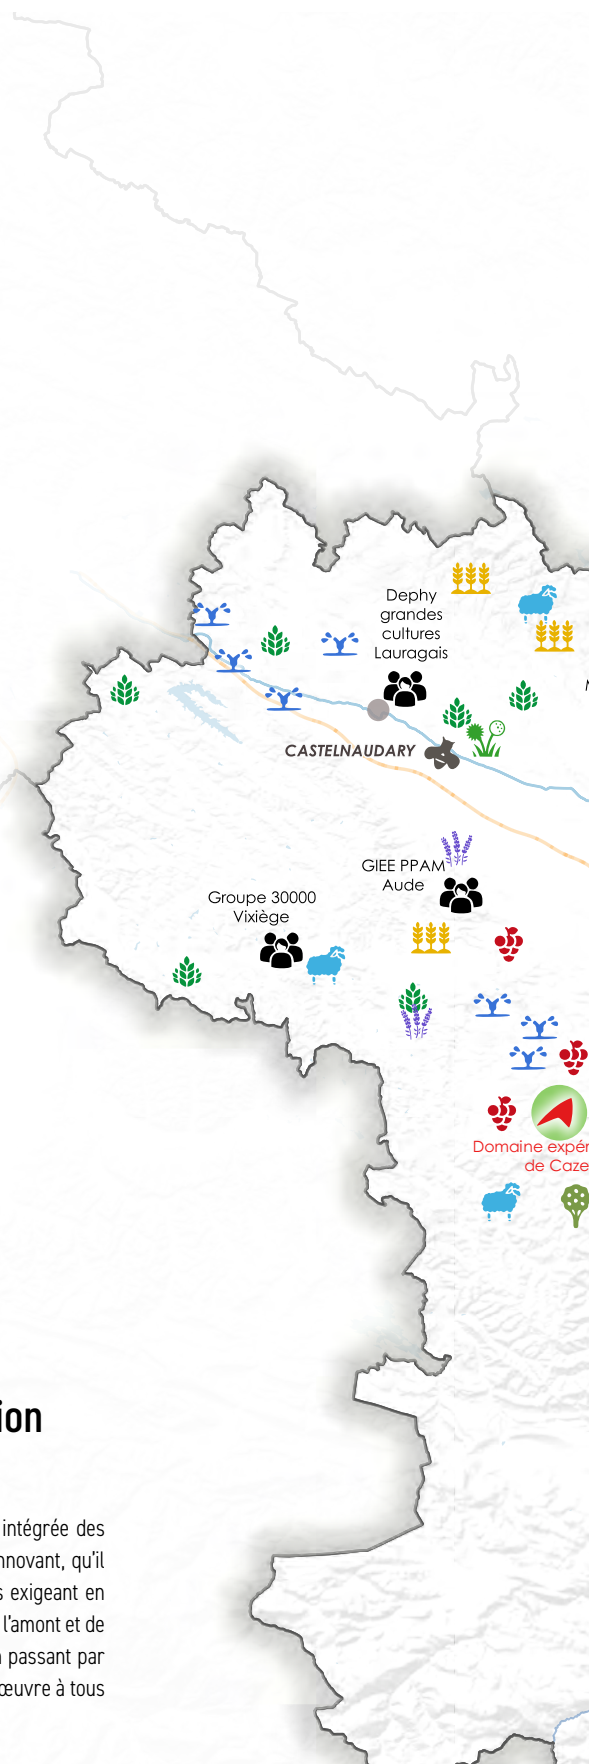 Dephy
grandes
cultures
Lauragais
CASTELNAUDARY
GIEE PPAM
Aude
Groupe 30000
Vixiège
Domaine expér
de Caze
ion
intégrée des
nnovant, qu'il
s exigeant en
l'amont et de
passant par
œuvre à tous